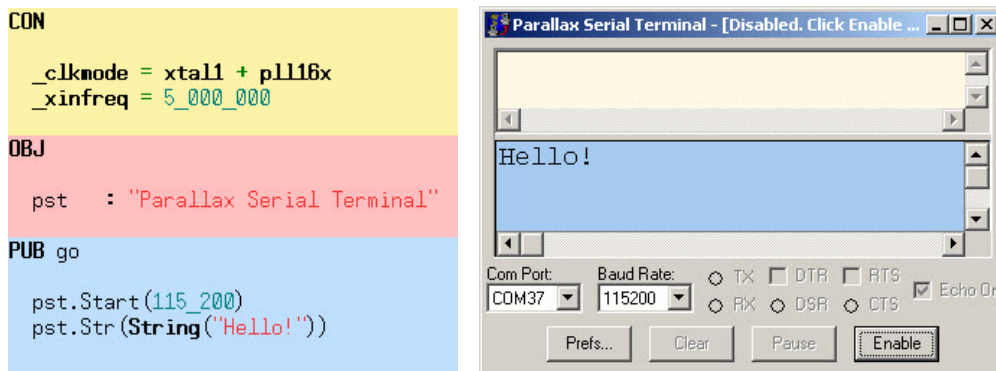 CON
_clkmode = xtal1 + pll16x
_xinfreq = 5_000_000
OBJ
pst : "Parallax Serial Terminal"
PUB go
pst.Start(115_200)
pst.Str(String("Hello!"))
Parallax Serial Terminal - [Disabled. Click Enable ...
Hello!
Com Port: Baud Rate: TX DTR RTS
COM37 115200 RX DSR CTS Echo On
Prefs... Clear Pause Enable